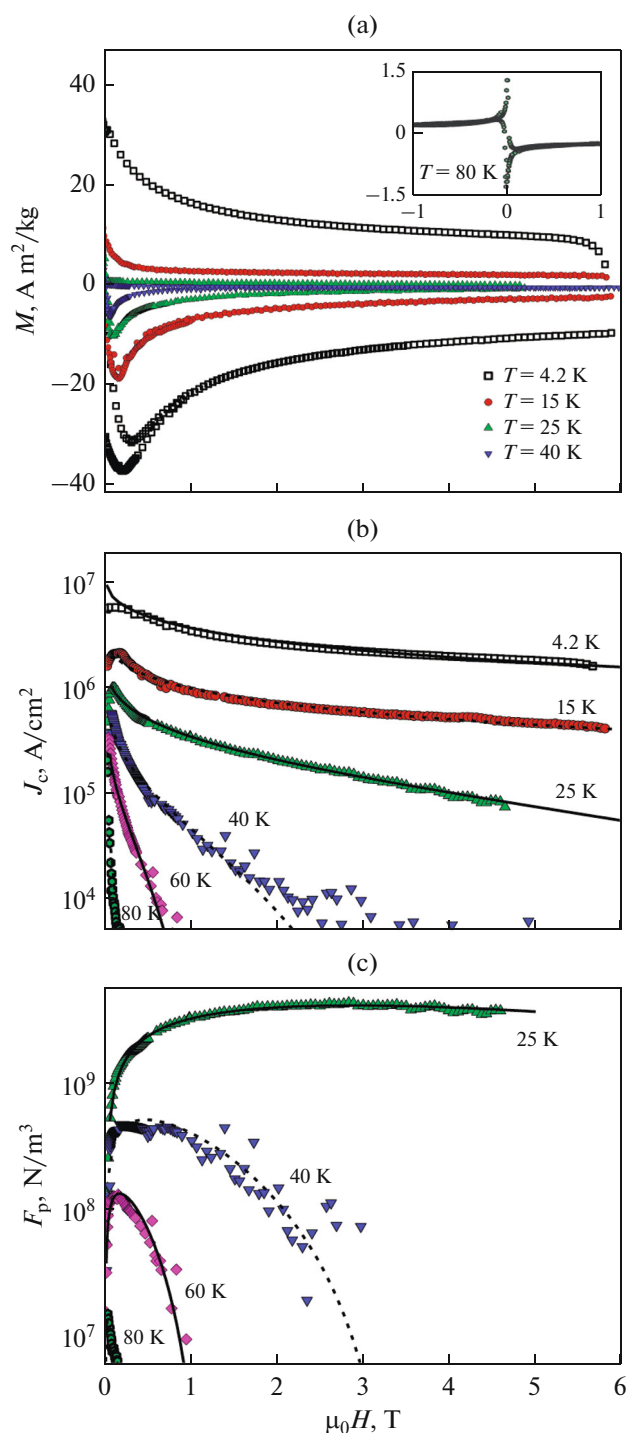 (a)
40
20
0
−20
−40
M, A m²/kg
1.5
0
−1.5
T = 80 K
−1
0
1
T = 4.2 K
T = 15 K
T = 25 K
T = 40 K
(b)
10⁷
10⁶
10⁵
10⁴
J_c, A/cm²
4.2 K
15 K
25 K
40 K
60 K
80 K
(c)
10⁹
10⁸
10⁷
F_p, N/m³
25 K
40 K
60 K
80 K
0 1 2 3 4 5 6
μ₀H, T